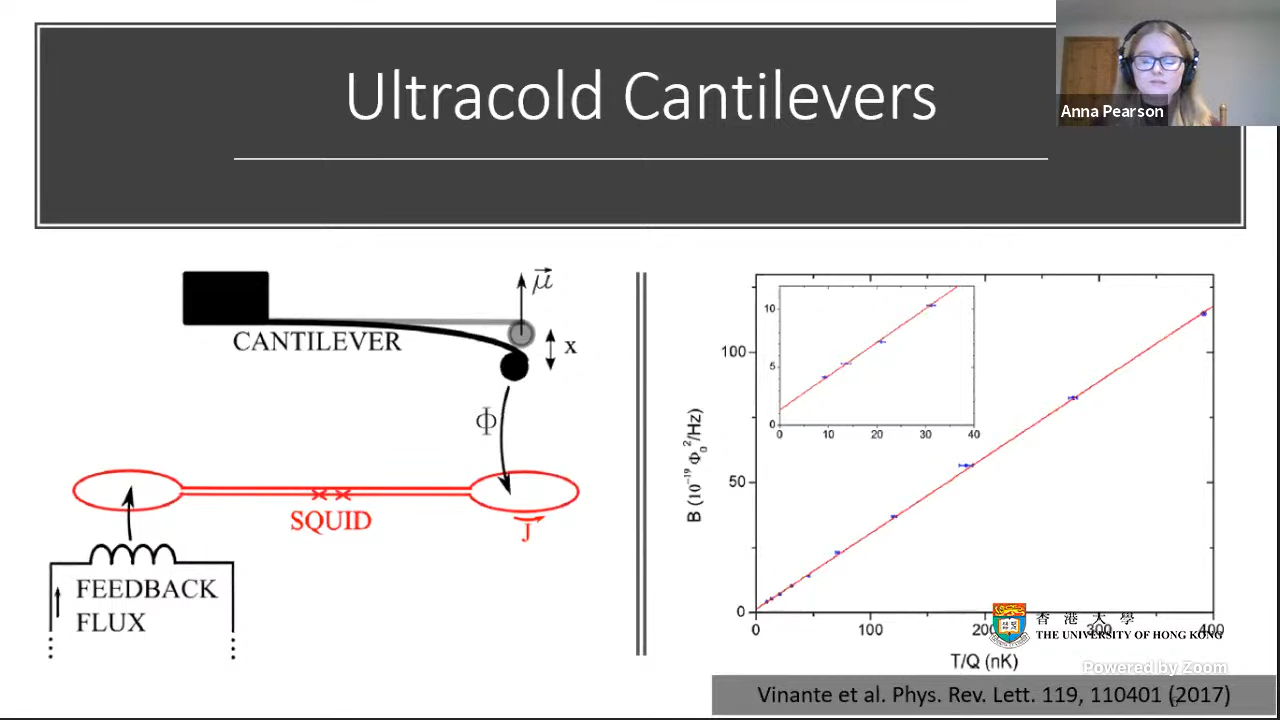 Ultracold Cantilevers
Anna Pearson
μ
CANTILEVER
x
Φ
SQUID
J
FEEDBACK
FLUX
B (10⁻¹⁹ Φ₀²/Hz)
100
50
0
10
5
0
0 10 20 30 40
0 100 200 300 400
T/Q (nK)
香港大學
THE UNIVERSITY OF HONG KONG
Powered by Zoom
Vinante et al. Phys. Rev. Lett. 119, 110401 (2017)